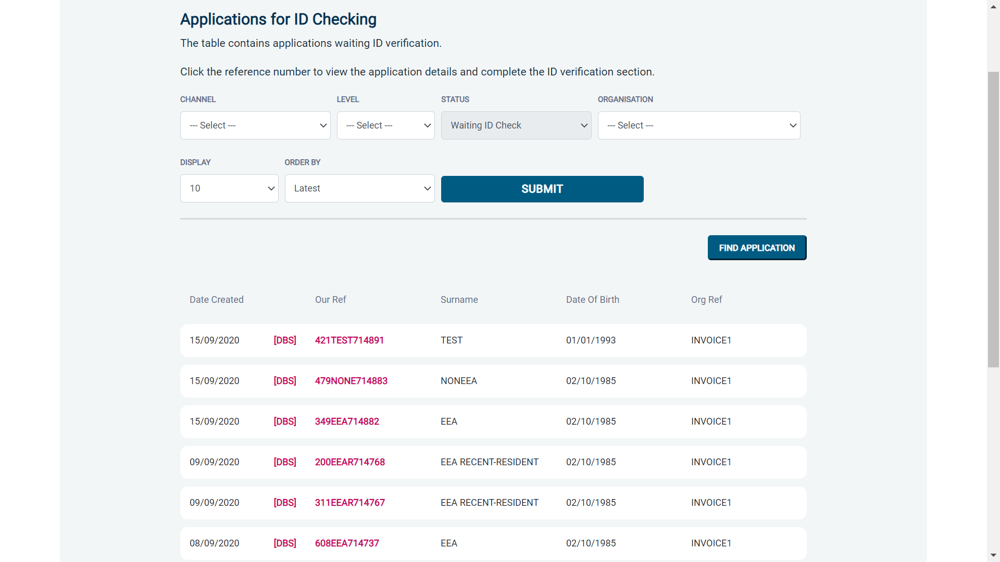 Applications for ID Checking
The table contains applications waiting ID verification.
Click the reference number to view the application details and complete the ID verification section.
CHANNEL LEVEL STATUS ORGANISATION
--- Select --- --- Select --- Waiting ID Check --- Select ---
DISPLAY ORDER BY
10 Latest SUBMIT
FIND APPLICATION
Date Created Our Ref Surname Date Of Birth Org Ref
15/09/2020 [DBS] 421TEST714891 TEST 01/01/1993 INVOICE1
15/09/2020 [DBS] 479NONE714883 NONEEA 02/10/1985 INVOICE1
15/09/2020 [DBS] 349EEA714882 EEA 02/10/1985 INVOICE1
09/09/2020 [DBS] 200EEAR714768 EEA RECENT-RESIDENT 02/10/1985 INVOICE1
09/09/2020 [DBS] 311EEAR714767 EEA RECENT-RESIDENT 02/10/1985 INVOICE1
08/09/2020 [DBS] 608EEA714737 EEA 02/10/1985 INVOICE1